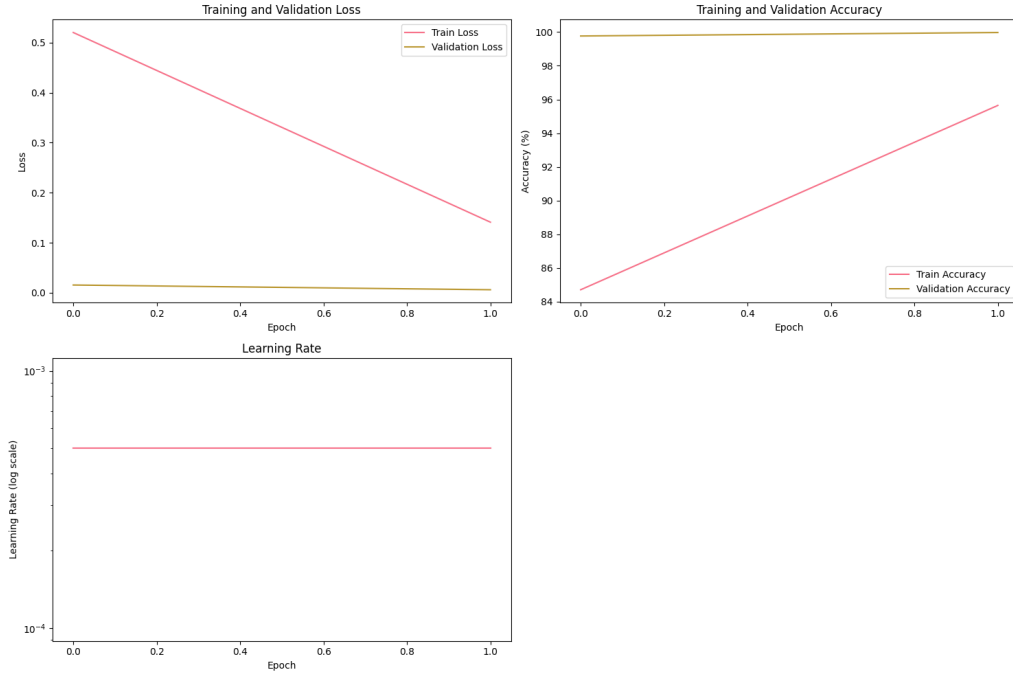 Training and Validation Loss
Loss
0.5
0.4
0.3
0.2
0.1
0.0
Train Loss
Validation Loss
0.0 0.2 0.4 0.6 0.8 1.0
Epoch
Training and Validation Accuracy
Accuracy (%)
100
98
96
94
92
90
88
86
84
Train Accuracy
Validation Accuracy
0.0 0.2 0.4 0.6 0.8 1.0
Epoch
Learning Rate
Learning Rate (log scale)
10⁻³
10⁻⁴
0.0 0.2 0.4 0.6 0.8 1.0
Epoch